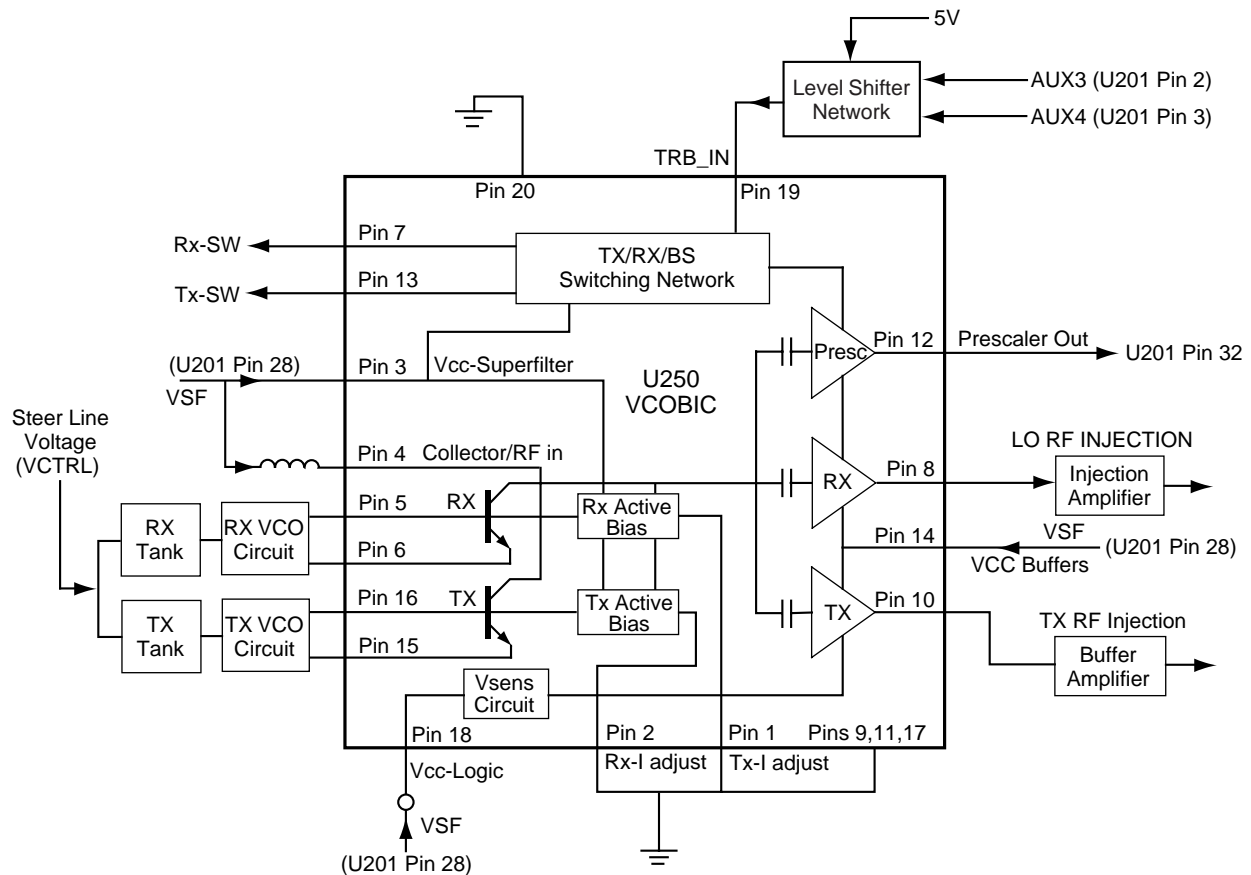 5V
Level Shifter
Network
AUX3 (U201 Pin 2)
AUX4 (U201 Pin 3)
TRB_IN
Pin 20
Pin 19
Rx-SW
Pin 7
TX/RX/BS
Switching Network
Tx-SW
Pin 13
Presc
Pin 12
Prescaler Out
U201 Pin 32
(U201 Pin 28)
VSF
Pin 3
Vcc-Superfilter
U250
VCOBIC
Steer Line
Voltage
(VCTRL)
Pin 4
Collector/RF in
LO RF INJECTION
RX
Pin 8
Injection
Amplifier
RX
Tank
RX VCO
Circuit
Pin 5
Pin 6
RX
Rx Active
Bias
Pin 14
VSF
VCC Buffers
(U201 Pin 28)
TX
Tank
TX VCO
Circuit
Pin 16
Pin 15
TX
Tx Active
Bias
TX
Pin 10
TX RF Injection
Buffer
Amplifier
Vsens
Circuit
Pin 18
Pin 2
Pin 1
Pins 9,11,17
Vcc-Logic
Rx-I adjust
Tx-I adjust
VSF
(U201 Pin 28)